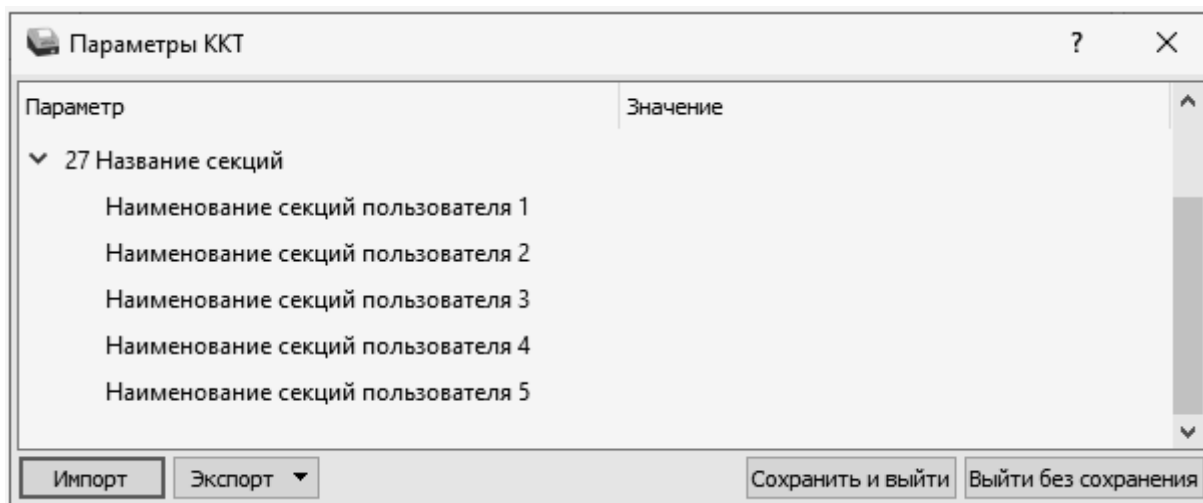 Параметры ККТ ?
Параметр Значение
27 Название секций
Наименование секций пользователя 1
Наименование секций пользователя 2
Наименование секций пользователя 3
Наименование секций пользователя 4
Наименование секций пользователя 5
Импорт Экспорт Сохранить и выйти Выйти без сохранения